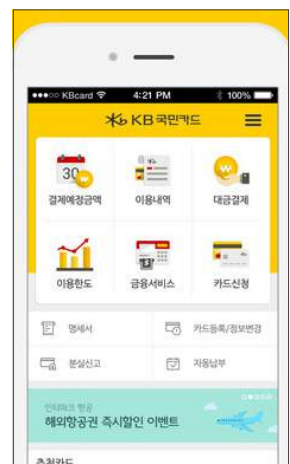 KBcard 4:21 PM 100%
KB국민카드
30
결제예정금액 이용내역 대금결제
이용한도 금융서비스 카드신청
명세서 카드등록/정보변경
분실신고 자동납부
인터파크 항공
해외항공권 즉시할인 이벤트
추천카드